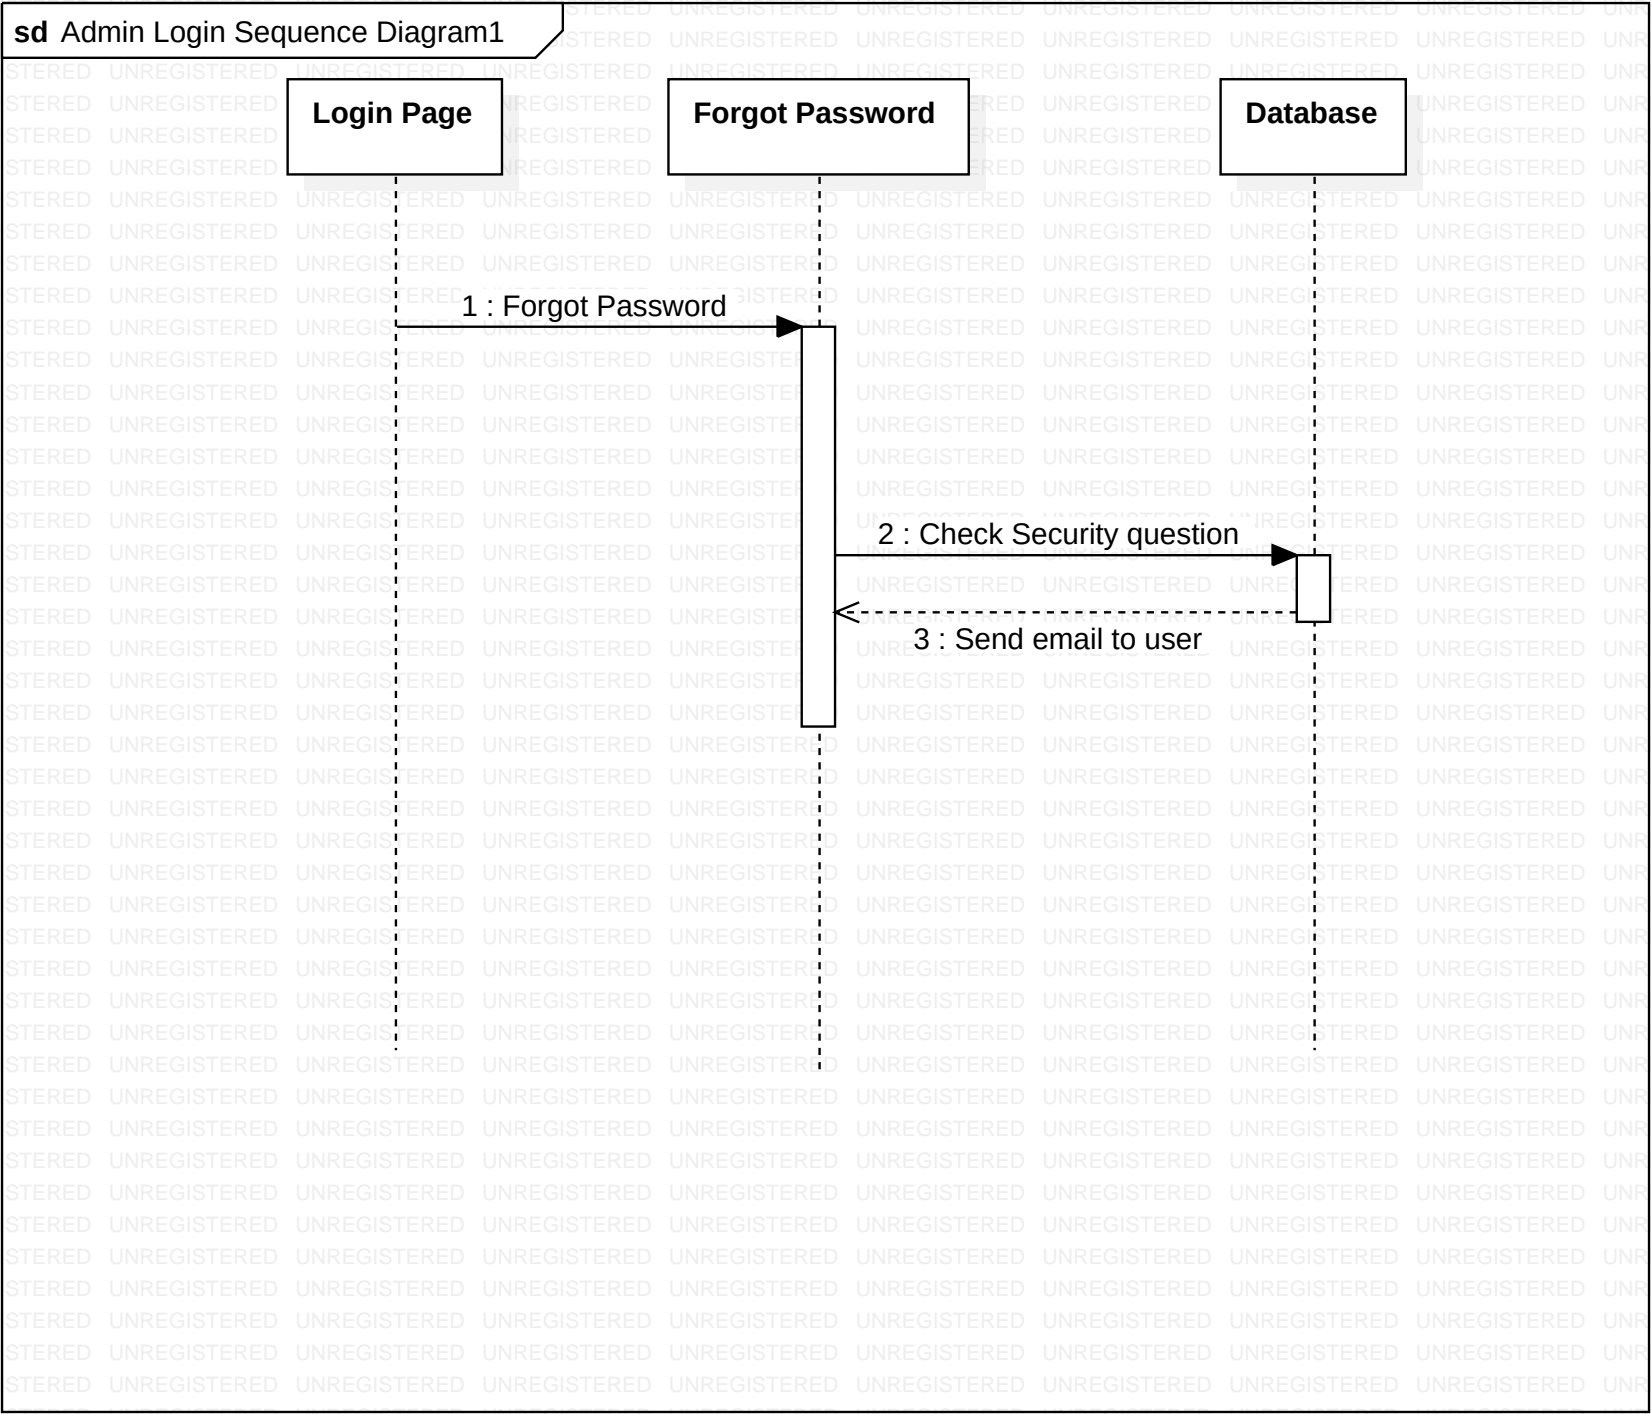 sd Admin Login Sequence Diagram1
Login Page
Forgot Password
Database
1 : Forgot Password
2 : Check Security question
3 : Send email to user
UNREGISTERED